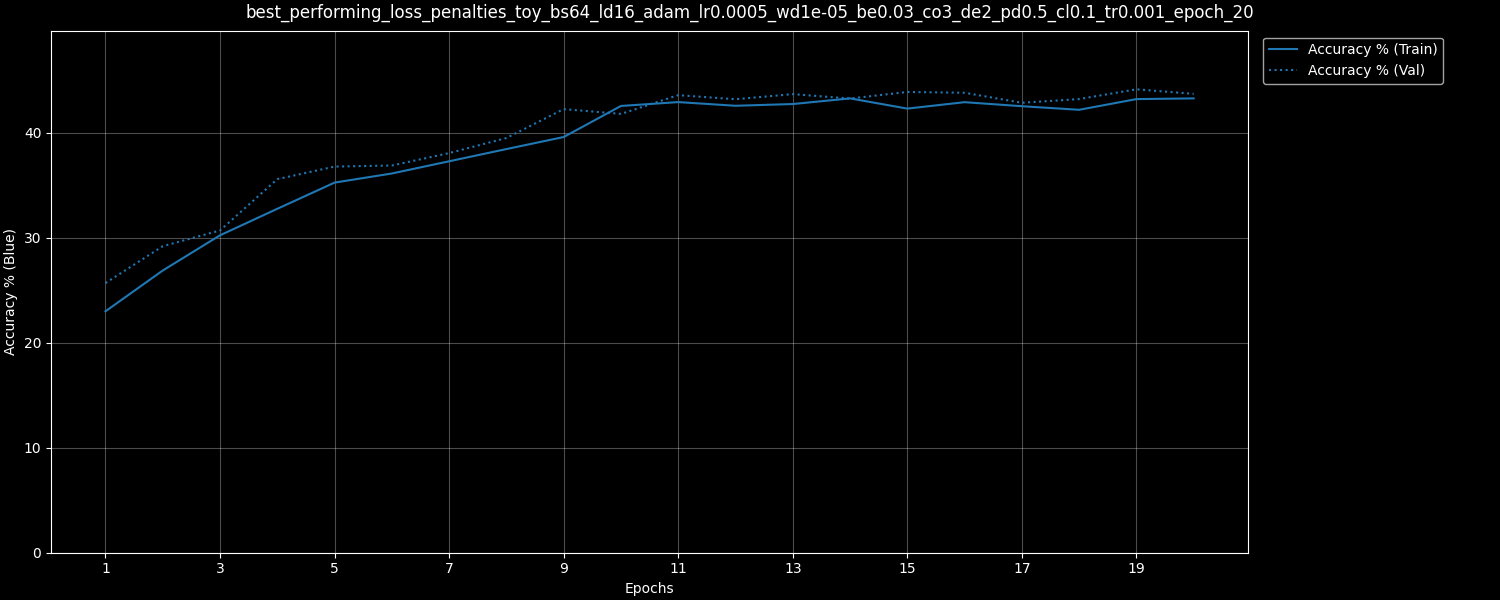 best_performing_loss_penalties_toy_bs64_ld16_adam_lr0.0005_wd1e-05_be0.03_co3_de2_pd0.5_cl0.1_tr0.001_epoch_20
Accuracy % (Train)
Accuracy % (Val)
Accuracy % (Blue)
40
30
20
10
0
1 3 5 7 9 11 13 15 17 19
Epochs